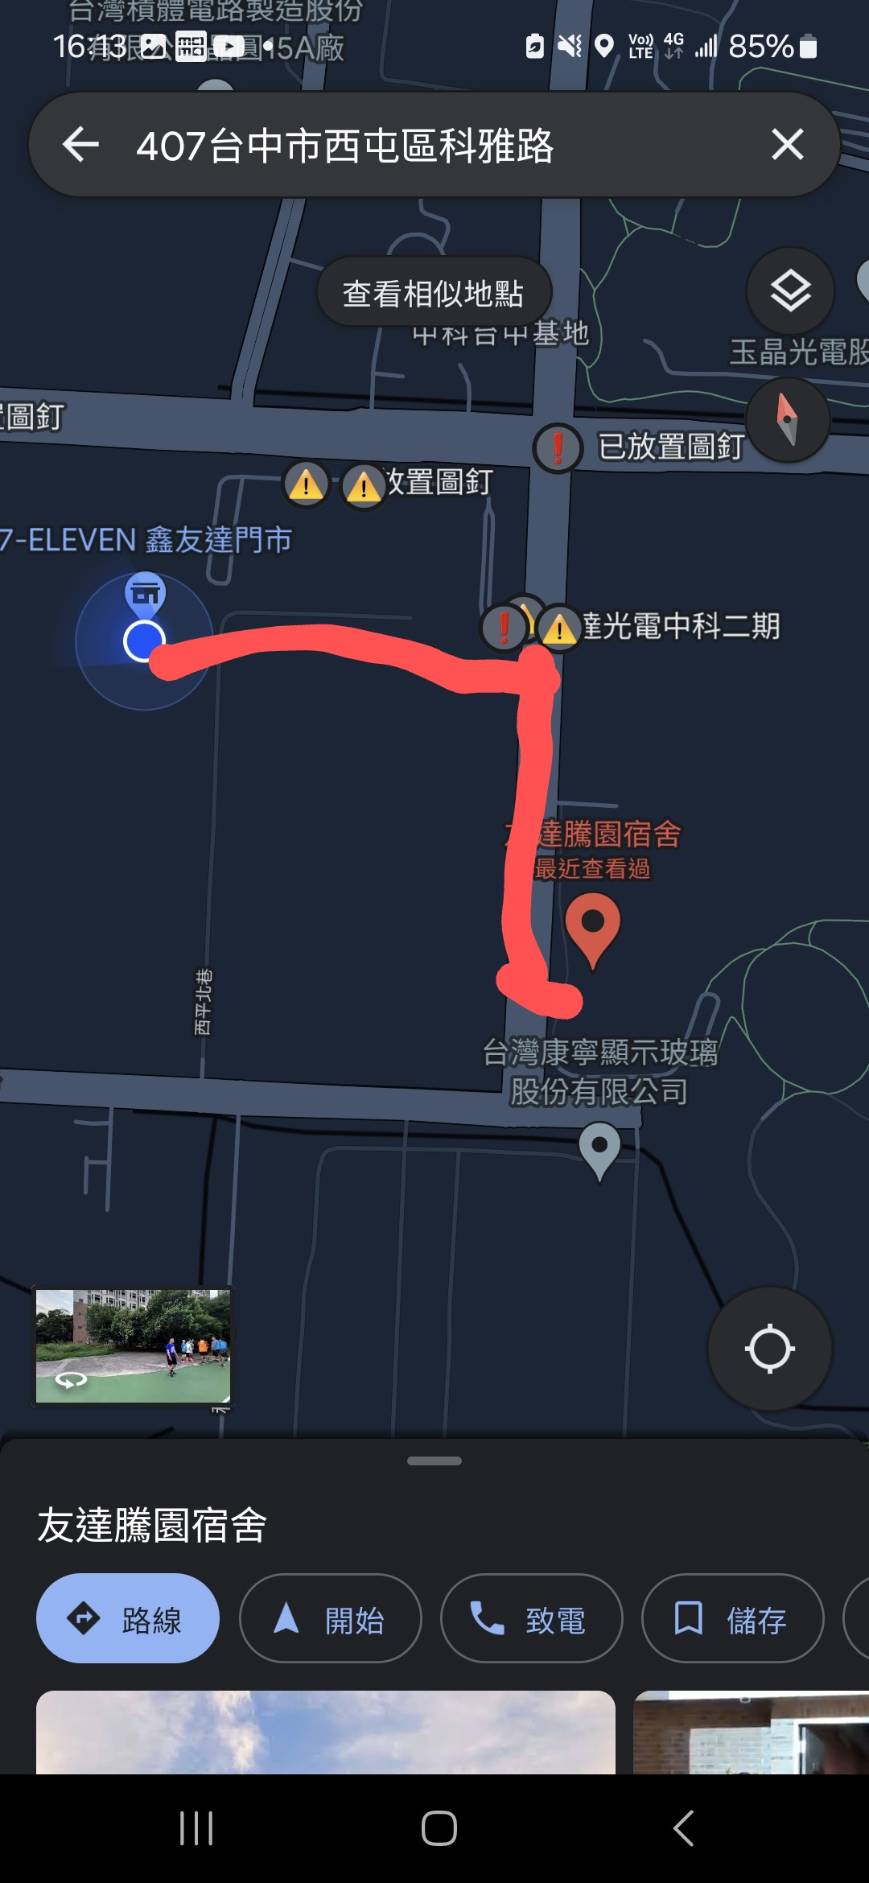 台灣積體電路製造股份
有限公司晶圓15A廠
16:13
Vo))
LTE
4G
85%
407台中市西屯區科雅路
查看相似地點
中科台中基地
玉晶光電股
置圖釘
已放置圖釘
放置圖釘
7-ELEVEN 鑫友達門市
達光電中科二期
友達騰園宿舍
最近查看過
西平北巷
台灣康寧顯示玻璃
股份有限公司
友達騰園宿舍
路線
開始
致電
儲存